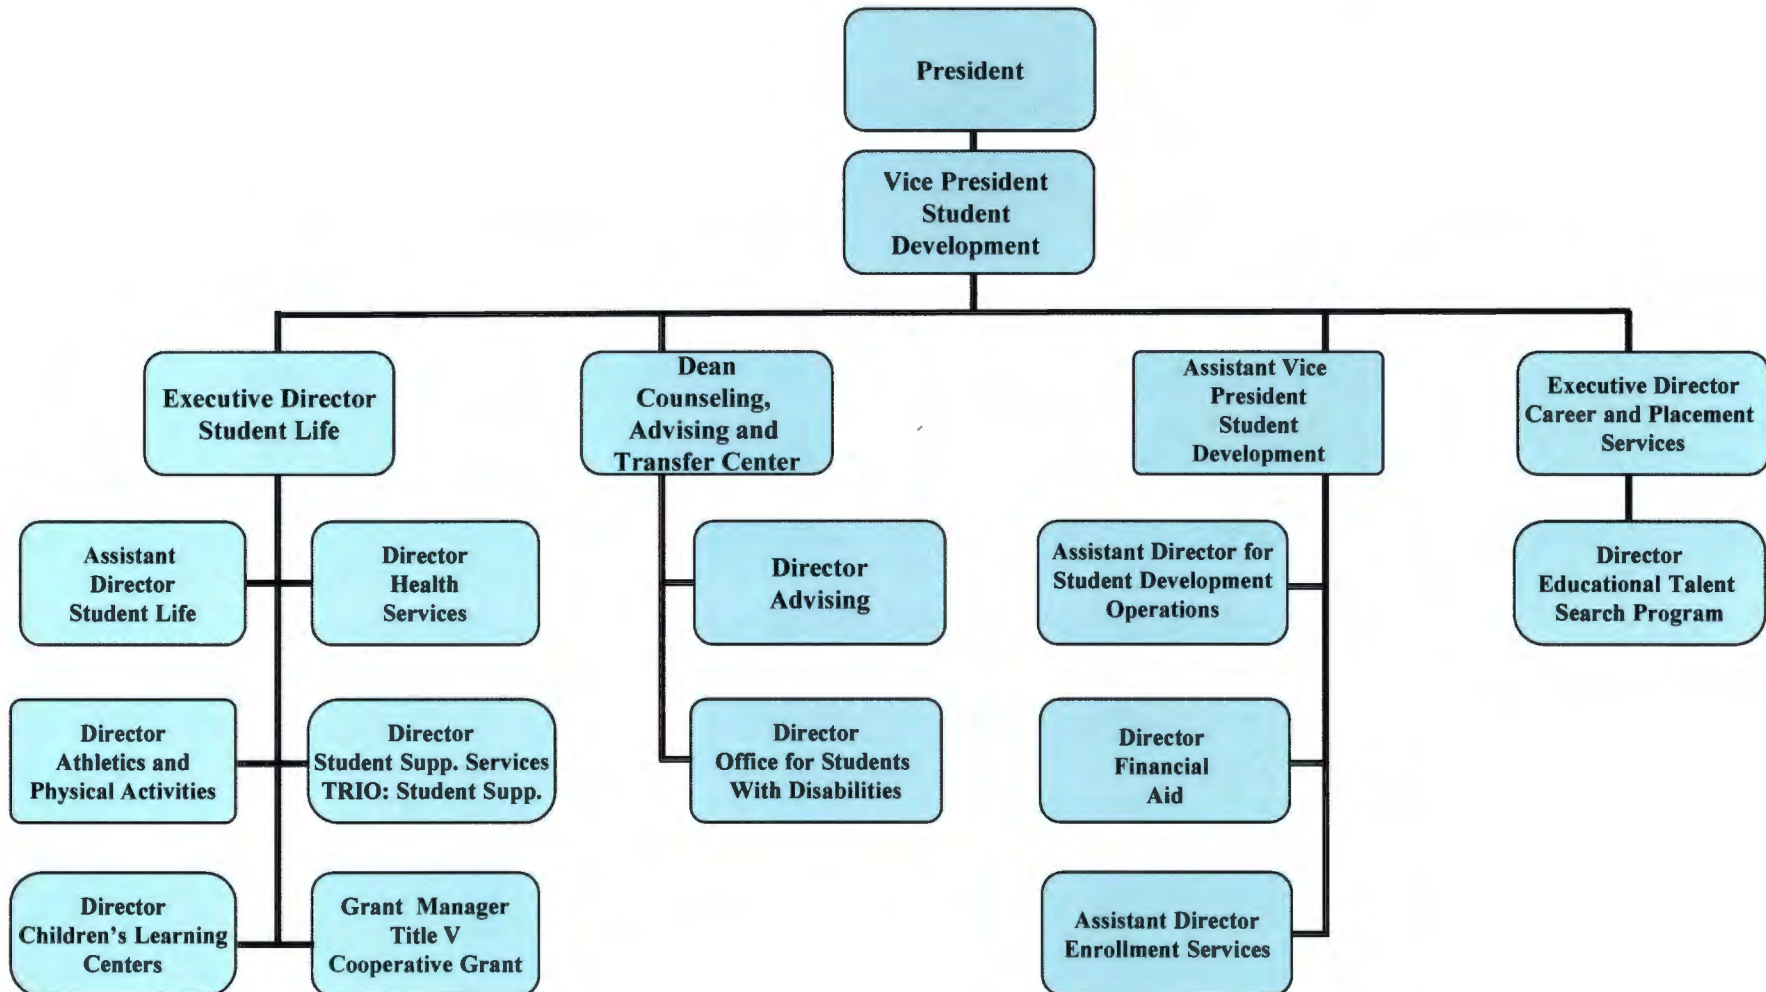 President
Vice President
Student
Development
Executive Director
Student Life
Dean
Counseling,
Advising and
Transfer Center
Assistant Vice
President
Student
Development
Executive Director
Career and Placement
Services
Assistant
Director
Student Life
Director
Health
Services
Director
Advising
Assistant Director for
Student Development
Operations
Director
Educational Talent
Search Program
Director
Athletics and
Physical Activities
Director
Student Supp. Services
TRIO: Student Supp.
Director
Office for Students
With Disabilities
Director
Financial
Aid
Director
Children's Learning
Centers
Grant Manager
Title V
Cooperative Grant
Assistant Director
Enrollment Services